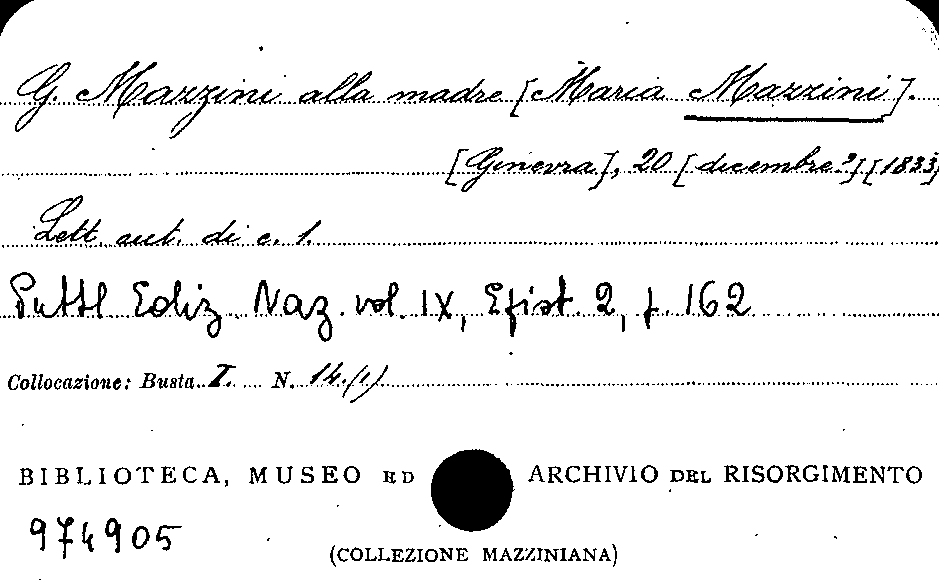 G. Mazzini alla madre [Maria Mazzini].
[Ginevra], 20 [dicembre?] [1833]
Lett. aut. di c. 1.
Pubbl Ediz. Naz. vol. IX, Epist. 2, p. 162
Collocazione: Busta I. N. 14.(1)
BIBLIOTECA, MUSEO ED ARCHIVIO DEL RISORGIMENTO
974905
(COLLEZIONE MAZZINIANA)